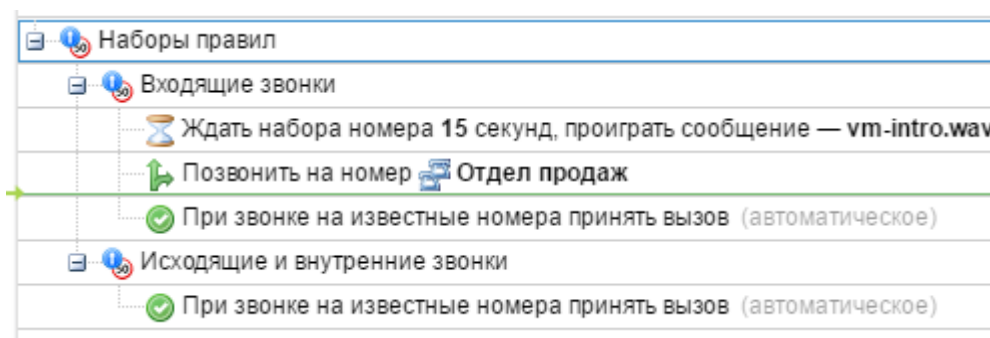 Наборы правил
Входящие звонки
Ждать набора номера 15 секунд, проиграть сообщение — vm-intro.wav
Позвонить на номер Отдел продаж
При звонке на известные номера принять вызов (автоматическое)
Исходящие и внутренние звонки
При звонке на известные номера принять вызов (автоматическое)